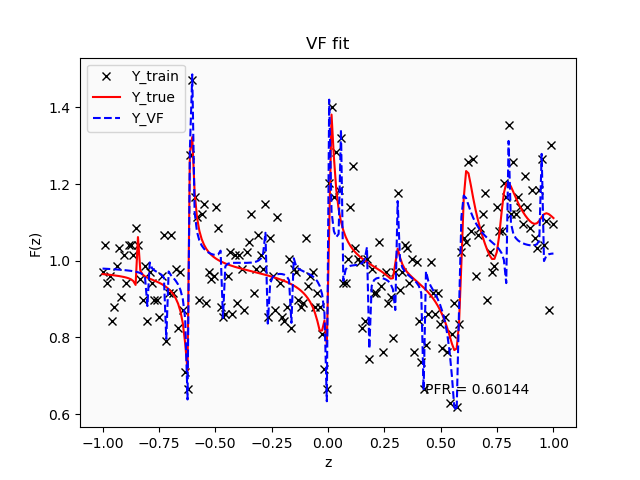 VF fit
Y_train
Y_true
Y_VF
F(z)
1.4
1.2
1.0
0.8
0.6
PFR = 0.60144
−1.00 −0.75 −0.50 −0.25 0.00 0.25 0.50 0.75 1.00
z